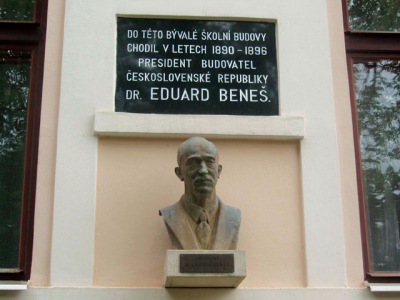 DO TÉTO BÝVALÉ ŠKOLNÍ BUDOVY
CHODIL V LETECH 1890 - 1896
PRESIDENT BUDOVATEL
ČESKOSLOVENSKÉ REPUBLIKY
DR. EDUARD BENEŠ.